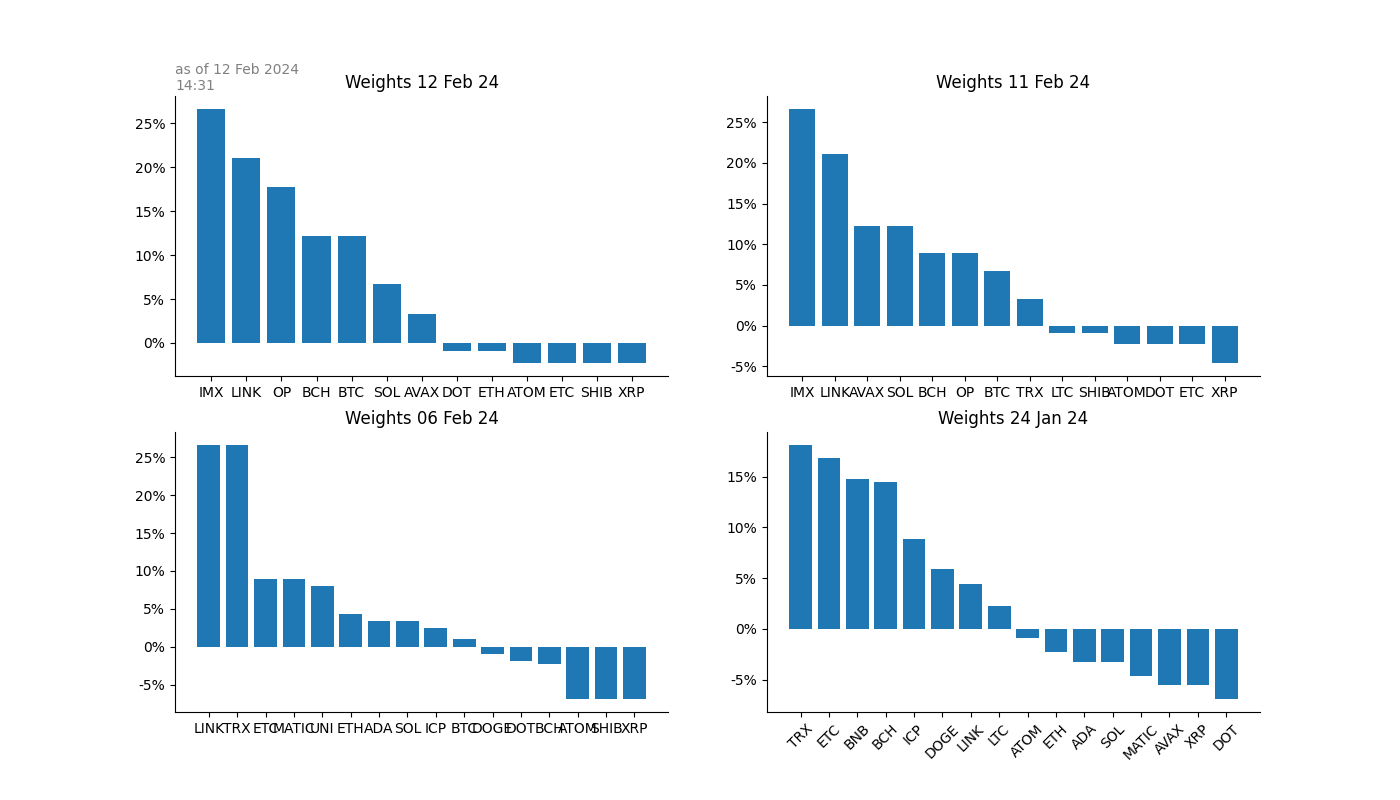 as of 12 Feb 2024
14:31
Weights 12 Feb 24
25%
20%
15%
10%
5%
0%
IMX LINK OP BCH BTC SOL AVAX DOT ETH ATOM ETC SHIB XRP
Weights 11 Feb 24
25%
20%
15%
10%
5%
0%
-5%
IMX LINK AVAX SOL BCH OP BTC TRX LTC SHIB ATOM DOT ETC XRP
Weights 06 Feb 24
25%
20%
15%
10%
5%
0%
-5%
LINK TRX ETC MATIC UNI ETH ADA SOL ICP BTC DOGE DOT BCH ATOM SHIB XRP
Weights 24 Jan 24
15%
10%
5%
0%
-5%
TRX ETC BNB BCH ICP DOGE LINK LTC ATOM ETH ADA SOL MATIC AVAX XRP DOT